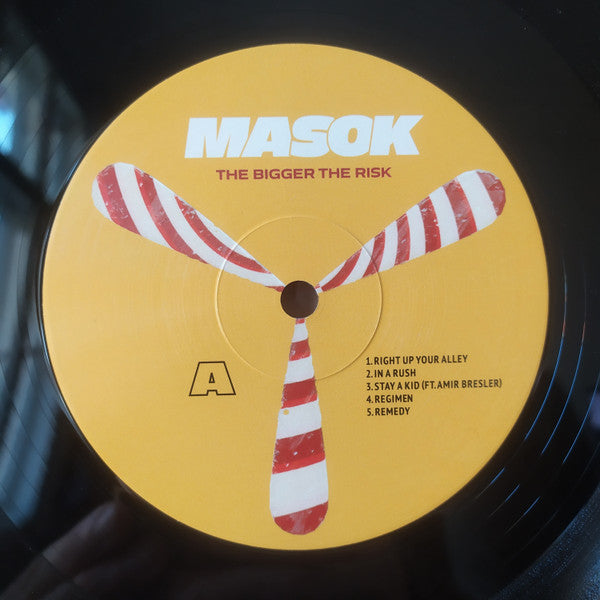 MASOK
THE BIGGER THE RISK
A
1. RIGHT UP YOUR ALLEY
2. IN A RUSH
3. STAY A KID (FT. AMIR BRESLER)
4. REGIMEN
5. REMEDY